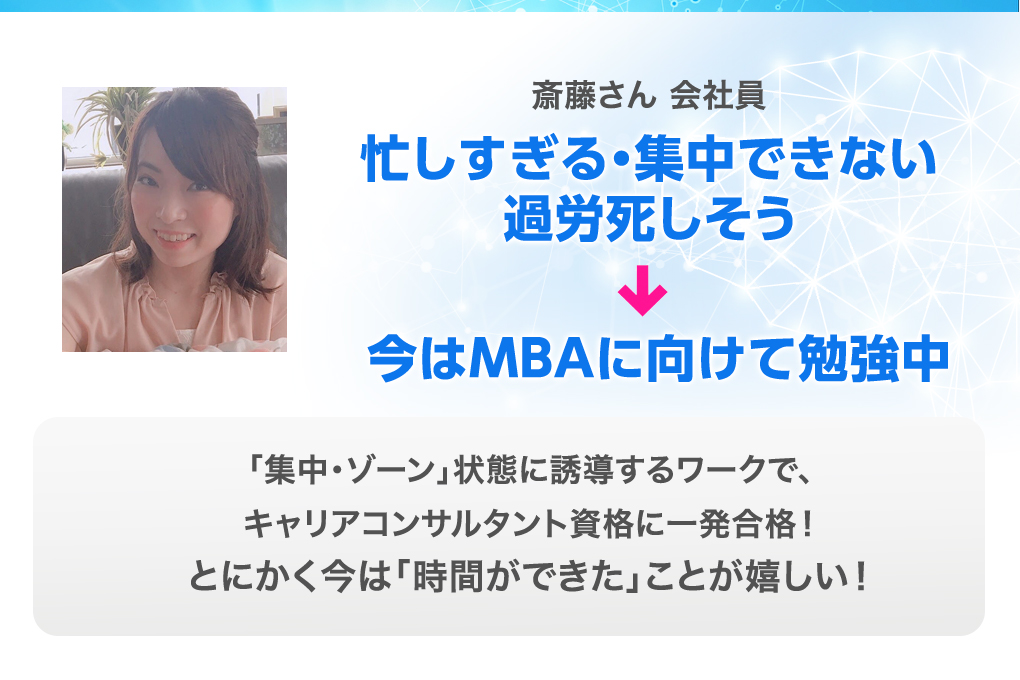 斎藤さん 会社員
忙しすぎる・集中できない
過労死しそう
今はMBAに向けて勉強中
「集中・ゾーン」状態に誘導するワークで、
キャリアコンサルタント資格に一発合格！
とにかく今は「時間ができた」ことが嬉しい！